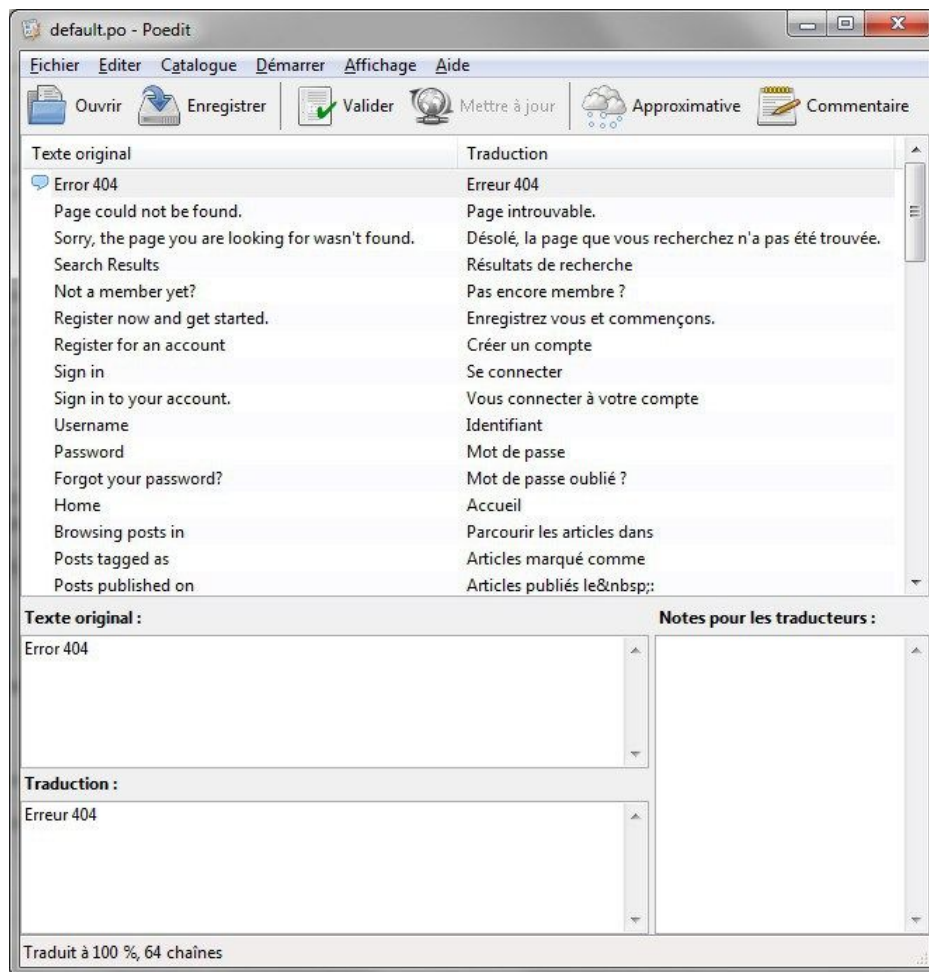 default.po - Poedit
Fichier Editer Catalogue Démarrer Affichage Aide
Ouvrir Enregistrer Valider Mettre à jour Approximative Commentaire
Texte original Traduction
Error 404 Erreur 404
Page could not be found. Page introuvable.
Sorry, the page you are looking for wasn't found. Désolé, la page que vous recherchez n'a pas été trouvée.
Search Results Résultats de recherche
Not a member yet? Pas encore membre ?
Register now and get started. Enregistrez vous et commençons.
Register for an account Créer un compte
Sign in Se connecter
Sign in to your account. Vous connecter à votre compte
Username Identifiant
Password Mot de passe
Forgot your password? Mot de passe oublié ?
Home Accueil
Browsing posts in Parcourir les articles dans
Posts tagged as Articles marqué comme
Posts published on Articles publiés le&nbsp;:
Texte original : Notes pour les traducteurs :
Error 404
Traduction :
Erreur 404
Traduit à 100 %, 64 chaînes